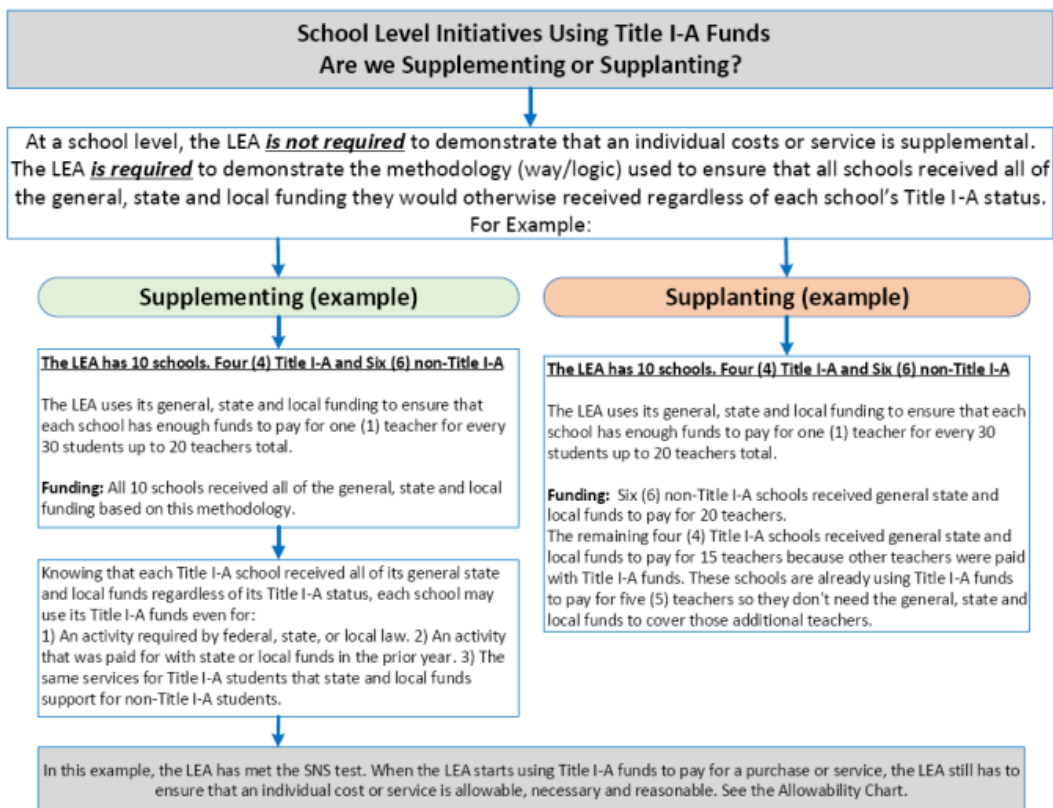 School Level Initiatives Using Title I-A Funds
Are we Supplementing or Supplanting?
At a school level, the LEA is not required to demonstrate that an individual costs or service is supplemental.
The LEA is required to demonstrate the methodology (way/logic) used to ensure that all schools received all of
the general, state and local funding they would otherwise received regardless of each school's Title I-A status.
For Example:
Supplementing (example)
The LEA has 10 schools. Four (4) Title I-A and Six (6) non-Title I-A
The LEA uses its general, state and local funding to ensure that
each school has enough funds to pay for one (1) teacher for every
30 students up to 20 teachers total.
Funding: All 10 schools received all of the general, state and local
funding based on this methodology.
Knowing that each Title I-A school received all of its general state
and local funds regardless of its Title I-A status, each school may
use its Title I-A funds even for:
1) An activity required by federal, state, or local law. 2) An activity
that was paid for with state or local funds in the prior year. 3) The
same services for Title I-A students that state and local funds
support for non-Title I-A students.
Supplanting (example)
The LEA has 10 schools. Four (4) Title I-A and Six (6) non-Title I-A
The LEA uses its general, state and local funding to ensure that each
school has enough funds to pay for one (1) teacher for every 30
students up to 20 teachers total.
Funding: Six (6) non-Title I-A schools received general state and
local funds to pay for 20 teachers.
The remaining four (4) Title I-A schools received general state and
local funds to pay for 15 teachers because other teachers were paid
with Title I-A funds. These schools are already using Title I-A funds
to pay for five (5) teachers so they don't need the general, state and
local funds to cover those additional teachers.
In this example, the LEA has met the SNS test. When the LEA starts using Title I-A funds to pay for a purchase or service, the LEA still has to
ensure that an individual cost or service is allowable, necessary and reasonable. See the Allowability Chart.